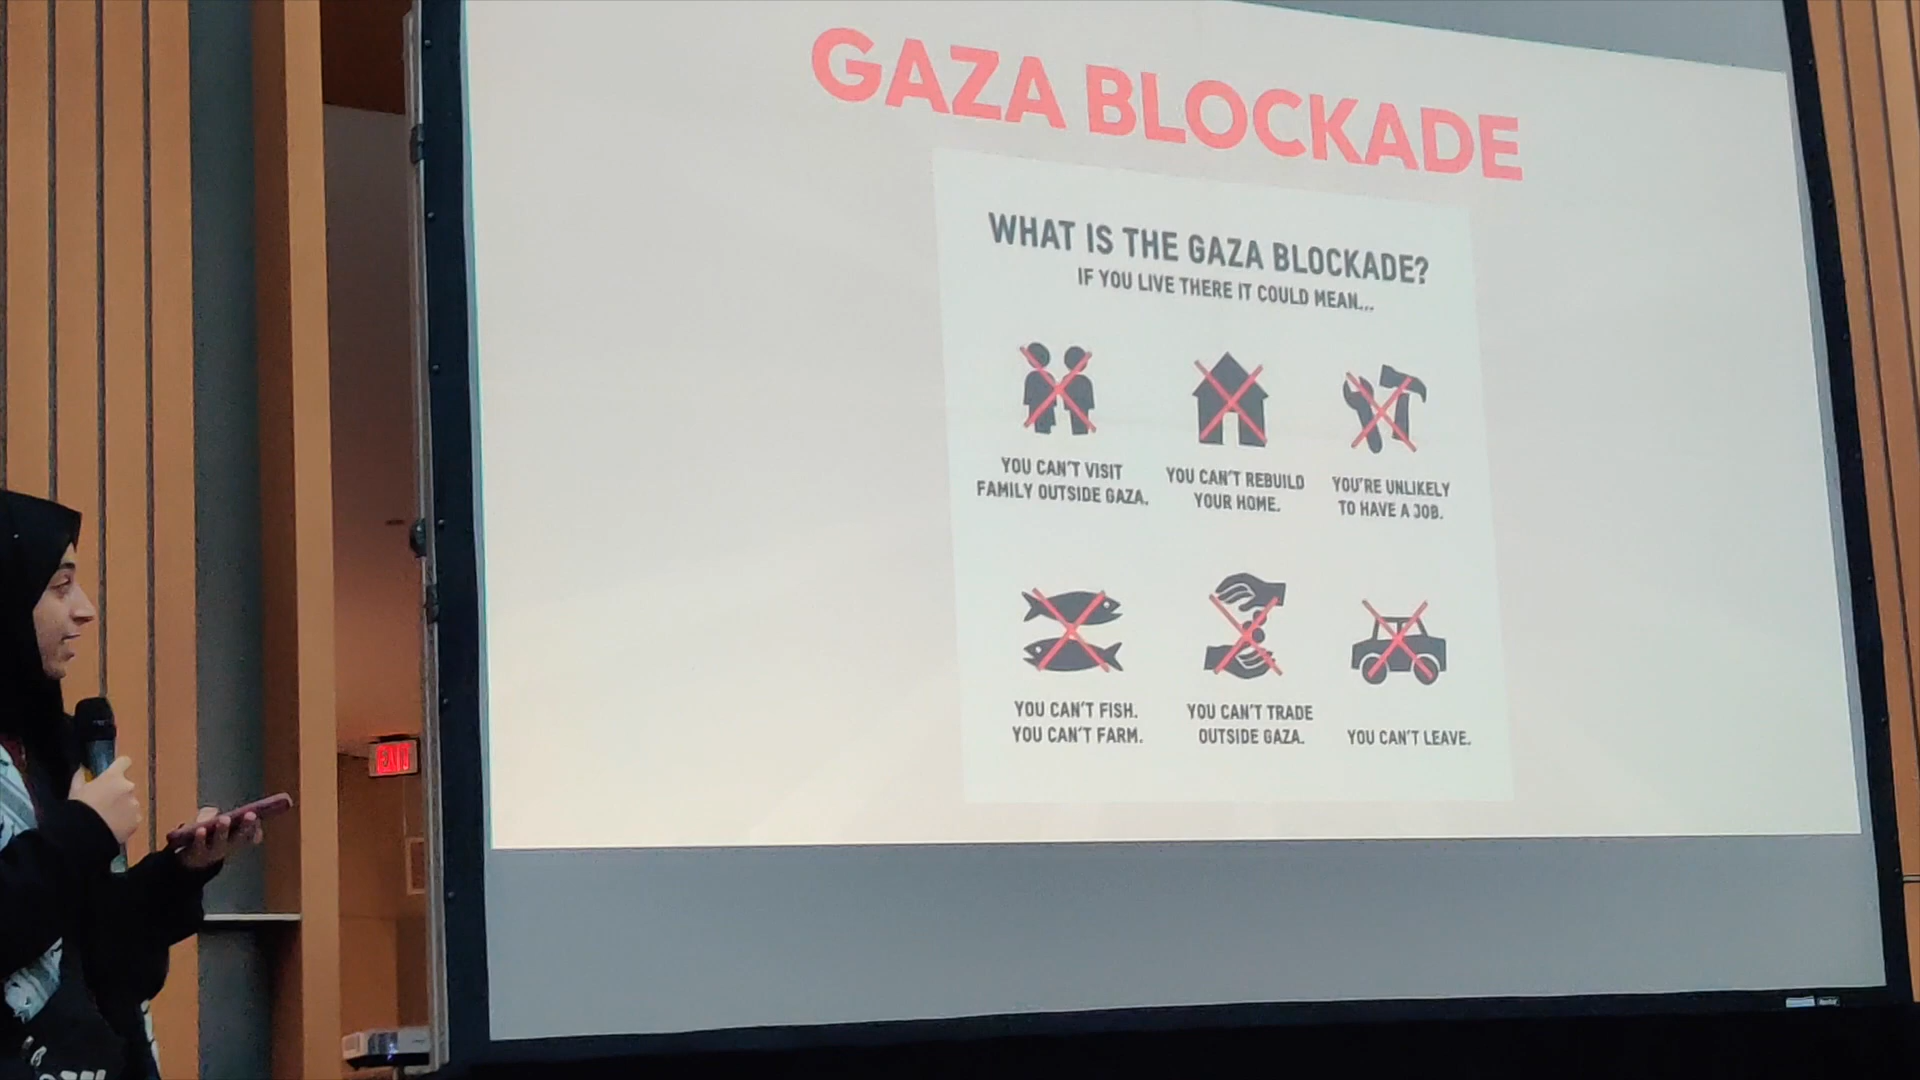 GAZA BLOCKADE
WHAT IS THE GAZA BLOCKADE?
IF YOU LIVE THERE IT COULD MEAN...
YOU CAN'T VISIT
FAMILY OUTSIDE GAZA.
YOU CAN'T REBUILD
YOUR HOME.
YOU'RE UNLIKELY
TO HAVE A JOB.
YOU CAN'T FISH.
YOU CAN'T FARM.
YOU CAN'T TRADE
OUTSIDE GAZA.
YOU CAN'T LEAVE.
EXIT